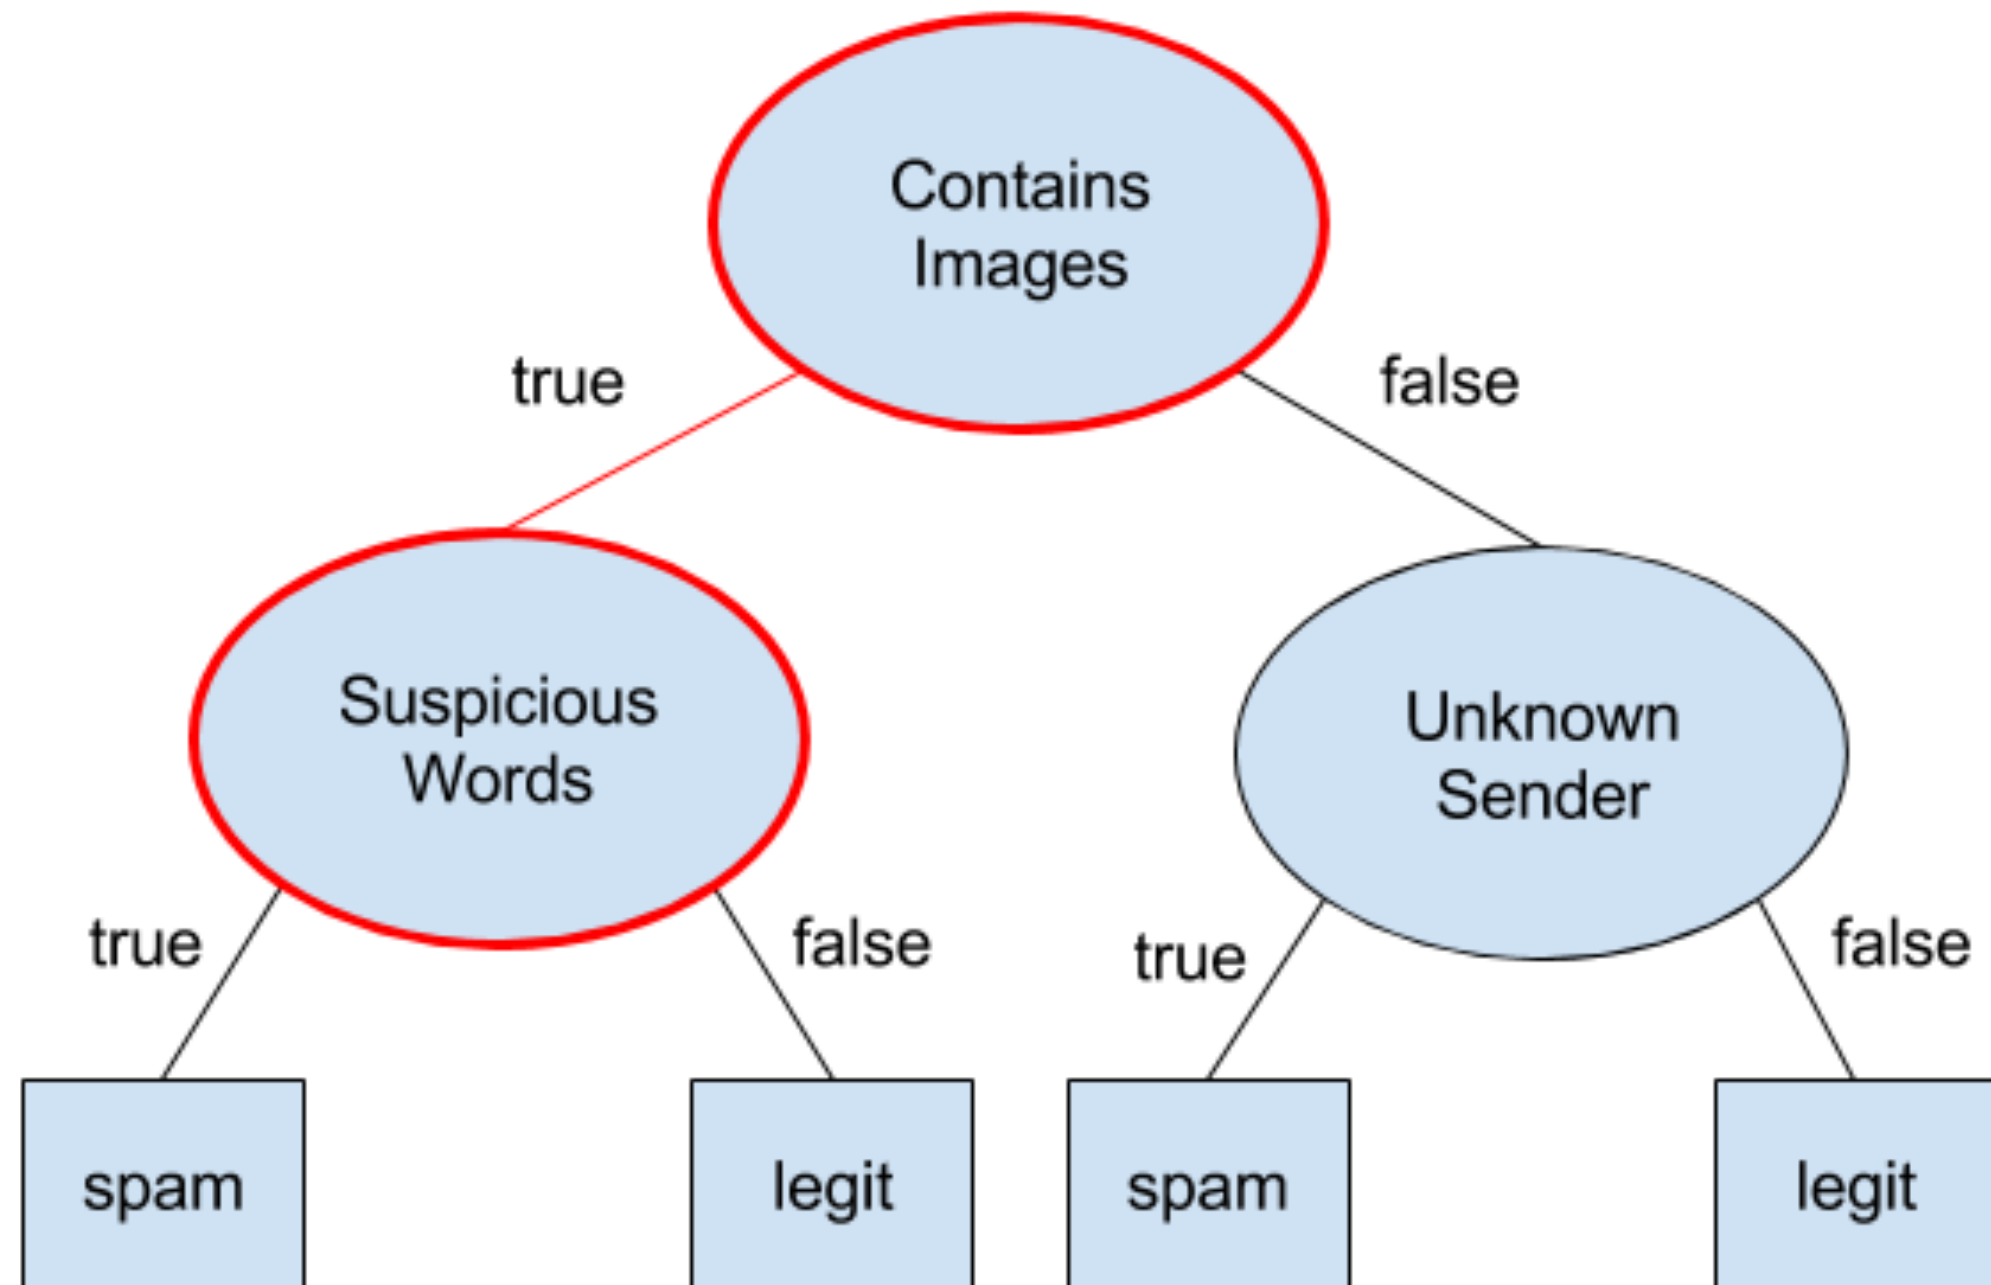 Contains
Images
true
false
Suspicious
Words
Unknown
Sender
true
false
true
false
spam
legit
spam
legit